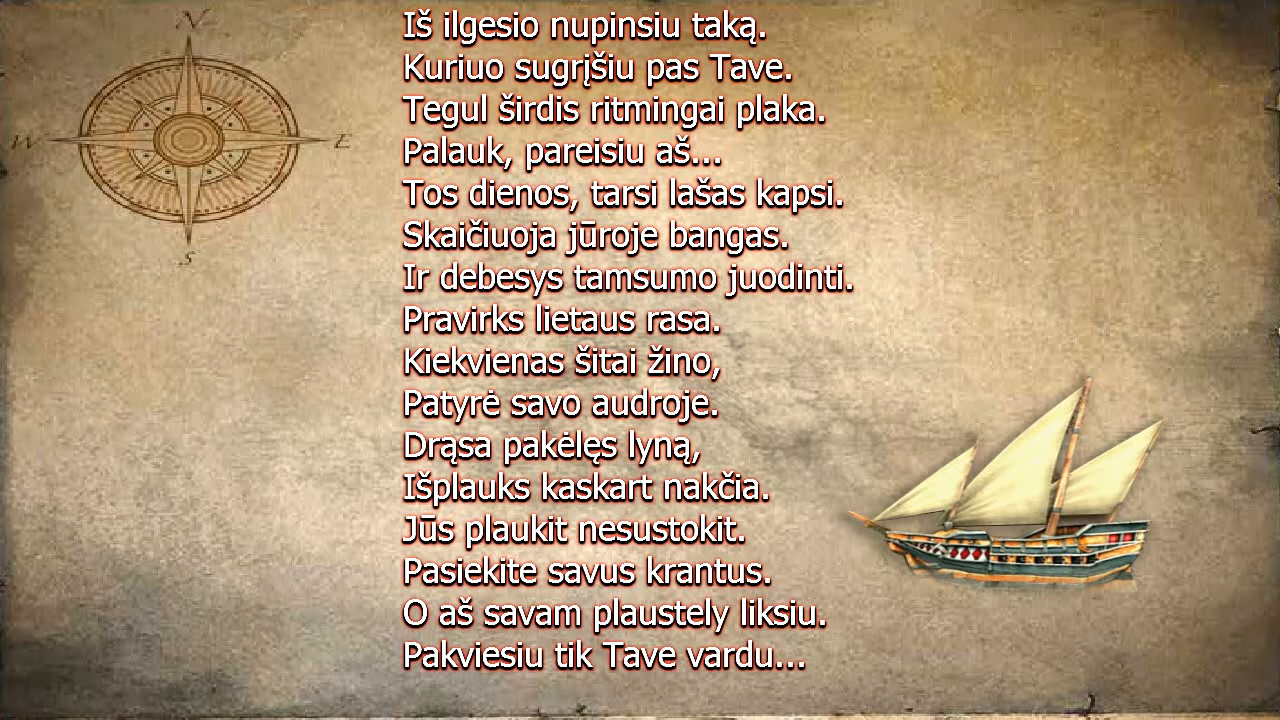 N
W
E
S
Iš ilgesio nupinsiu taką.
Kuriuo sugrįšiu pas Tave.
Tegul širdis ritmingai plaka.
Palauk, pareisiu aš...
Tos dienos, tarsi lašas kapsi.
Skaičiuoja jūroje bangas.
Ir debesys tamsumo juodinti.
Pravirks lietaus rasa.
Kiekvienas šitai žino,
Patyrė savo audroje.
Drąsa pakėlęs lyną,
Išplauks kaskart nakčia.
Jūs plaukit nesustokit.
Pasiekite savus krantus.
O aš savam plaustely liksiu.
Pakviesiu tik Tave vardu...